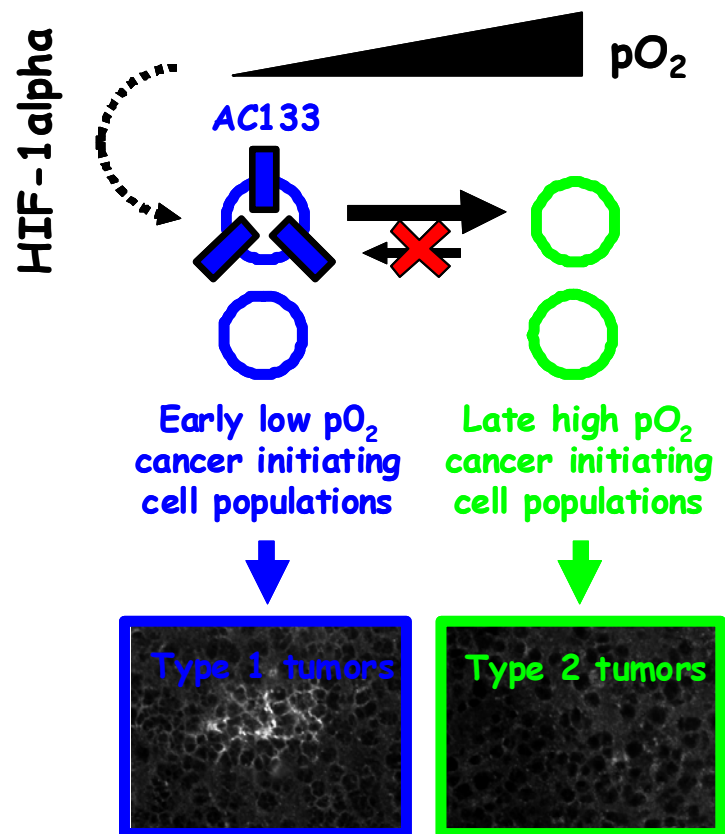 HIF-1alpha
pO₂
AC133
Early low pO₂
cancer initiating
cell populations
Late high pO₂
cancer initiating
cell populations
Type 1 tumors
Type 2 tumors